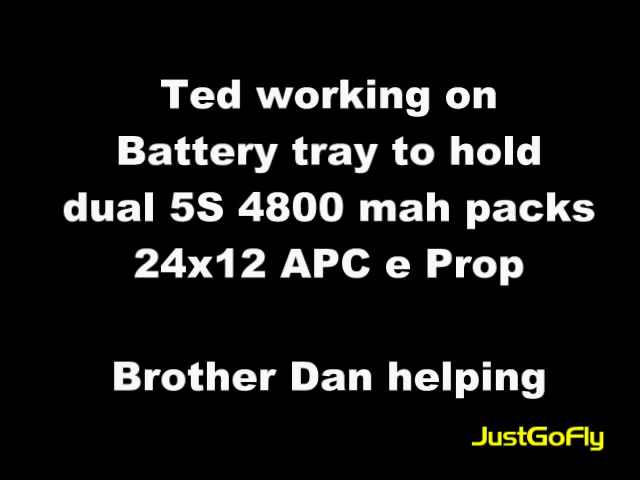 Ted working on
Battery tray to hold
dual 5S 4800 mah packs
24x12 APC e Prop
Brother Dan helping
JustGoFly